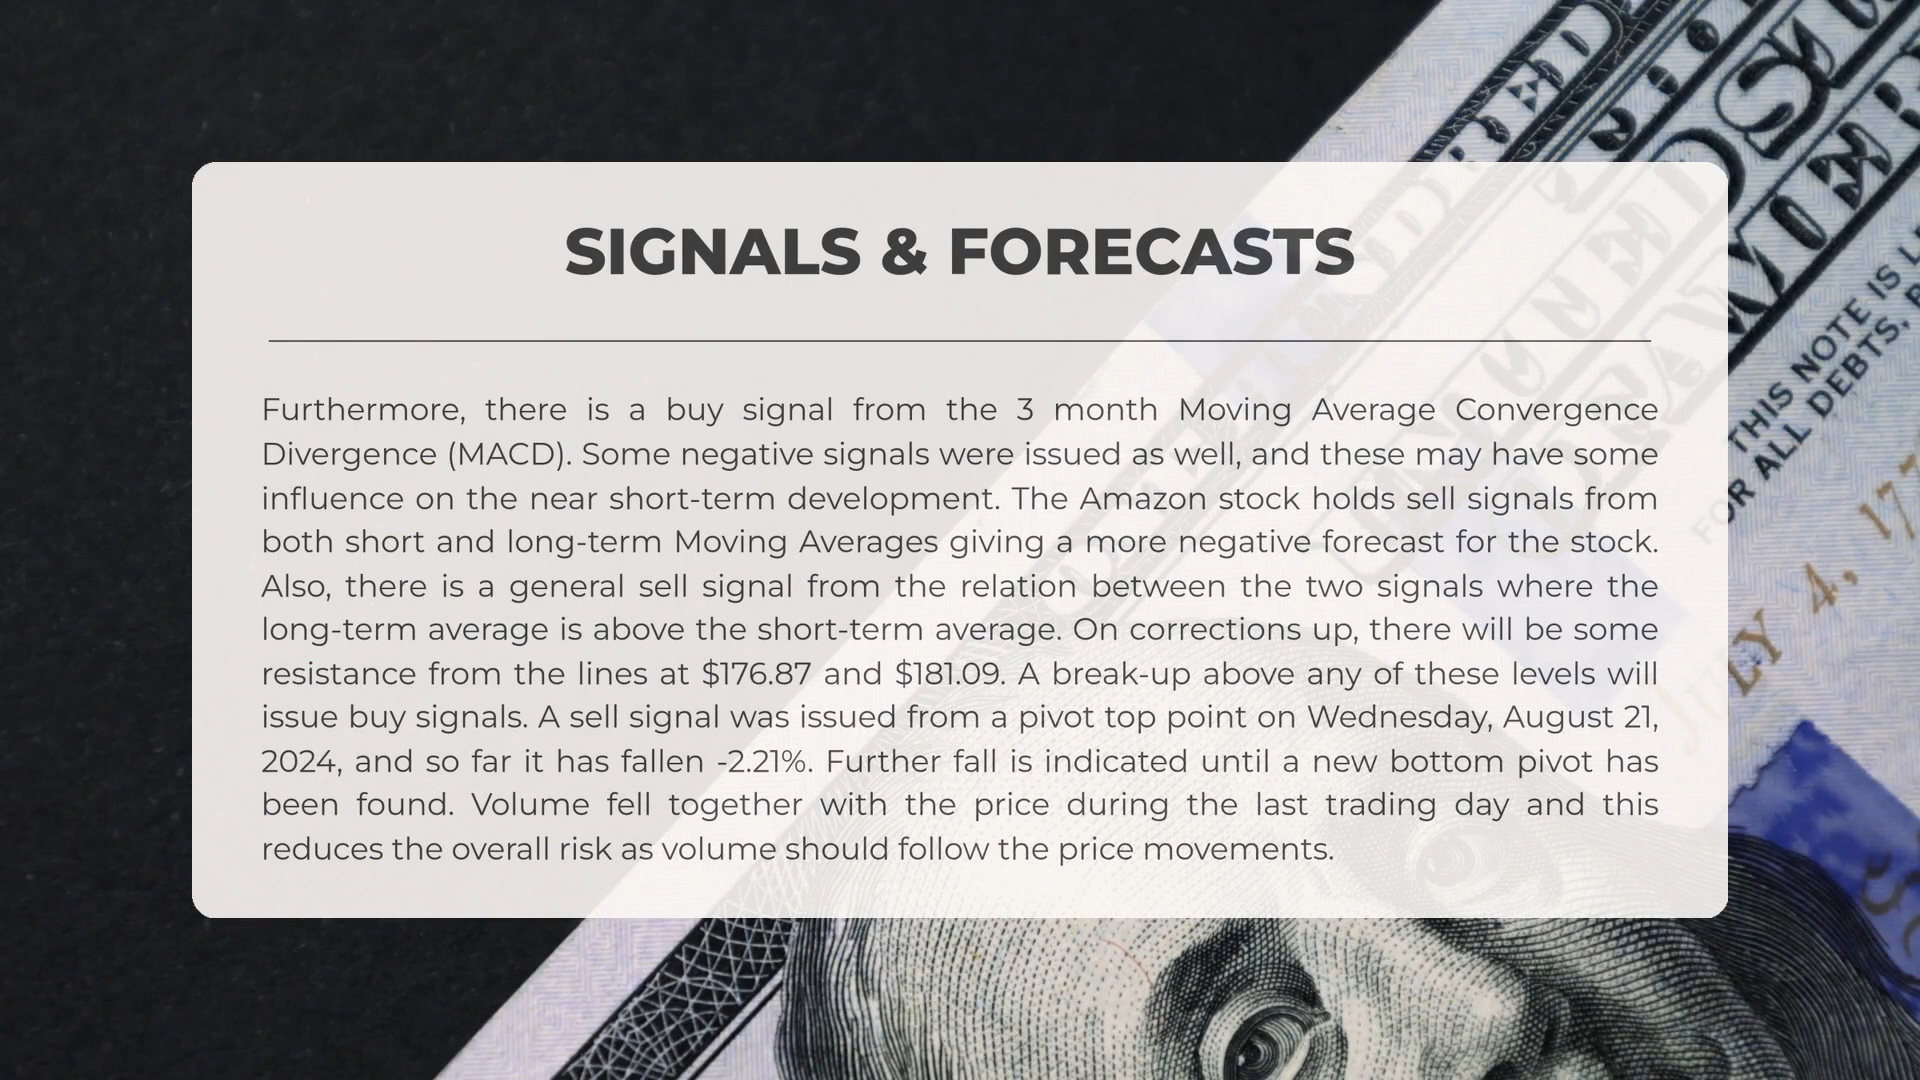 SIGNALS & FORECASTS
Furthermore, there is a buy signal from the 3 month Moving Average Convergence
Divergence (MACD). Some negative signals were issued as well, and these may have some
influence on the near short-term development. The Amazon stock holds sell signals from
both short and long-term Moving Averages giving a more negative forecast for the stock.
Also, there is a general sell signal from the relation between the two signals where the
long-term average is above the short-term average. On corrections up, there will be some
resistance from the lines at $176.87 and $181.09. A break-up above any of these levels will
issue buy signals. A sell signal was issued from a pivot top point on Wednesday, August 21,
2024, and so far it has fallen -2.21%. Further fall is indicated until a new bottom pivot has
been found. Volume fell together with the price during the last trading day and this
reduces the overall risk as volume should follow the price movements.
THIS NOTE IS
FOR ALL DEBTS,
JULY 4, 177